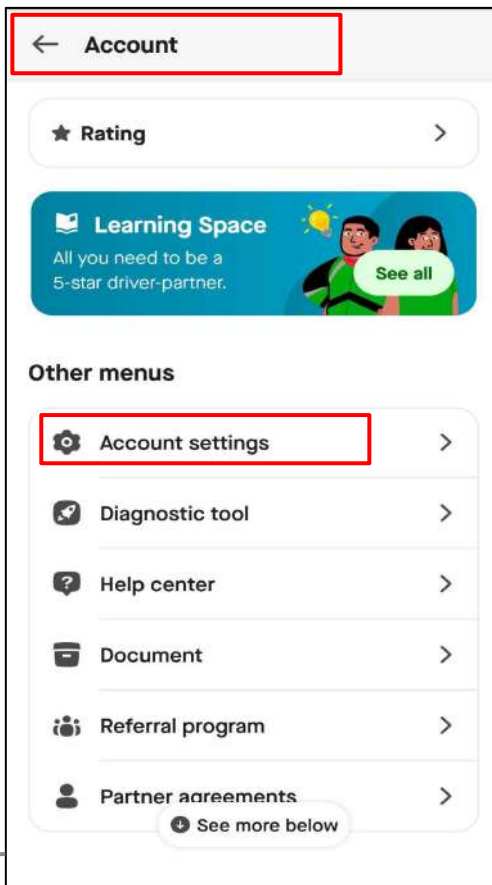 Account
Rating
Learning Space
All you need to be a
5-star driver-partner.
See all
Other menus
Account settings
Diagnostic tool
Help center
Document
Referral program
Partner agreements
See more below